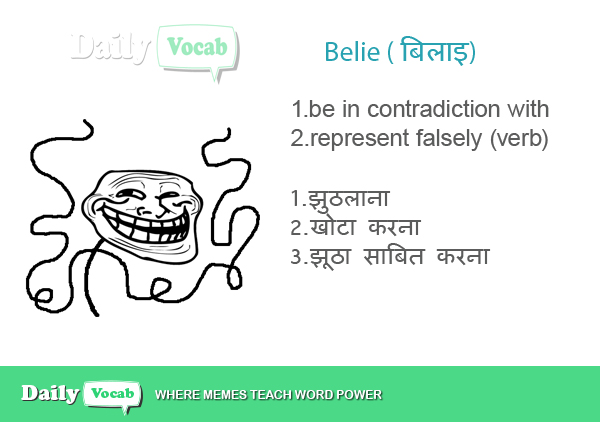 Daily Vocab
Belie ( बिलाइ)
1.be in contradiction with
2.represent falsely (verb)
1.झुठलाना
2.खोटा करना
3.झूठा साबित करना
Daily Vocab WHERE MEMES TEACH WORD POWER